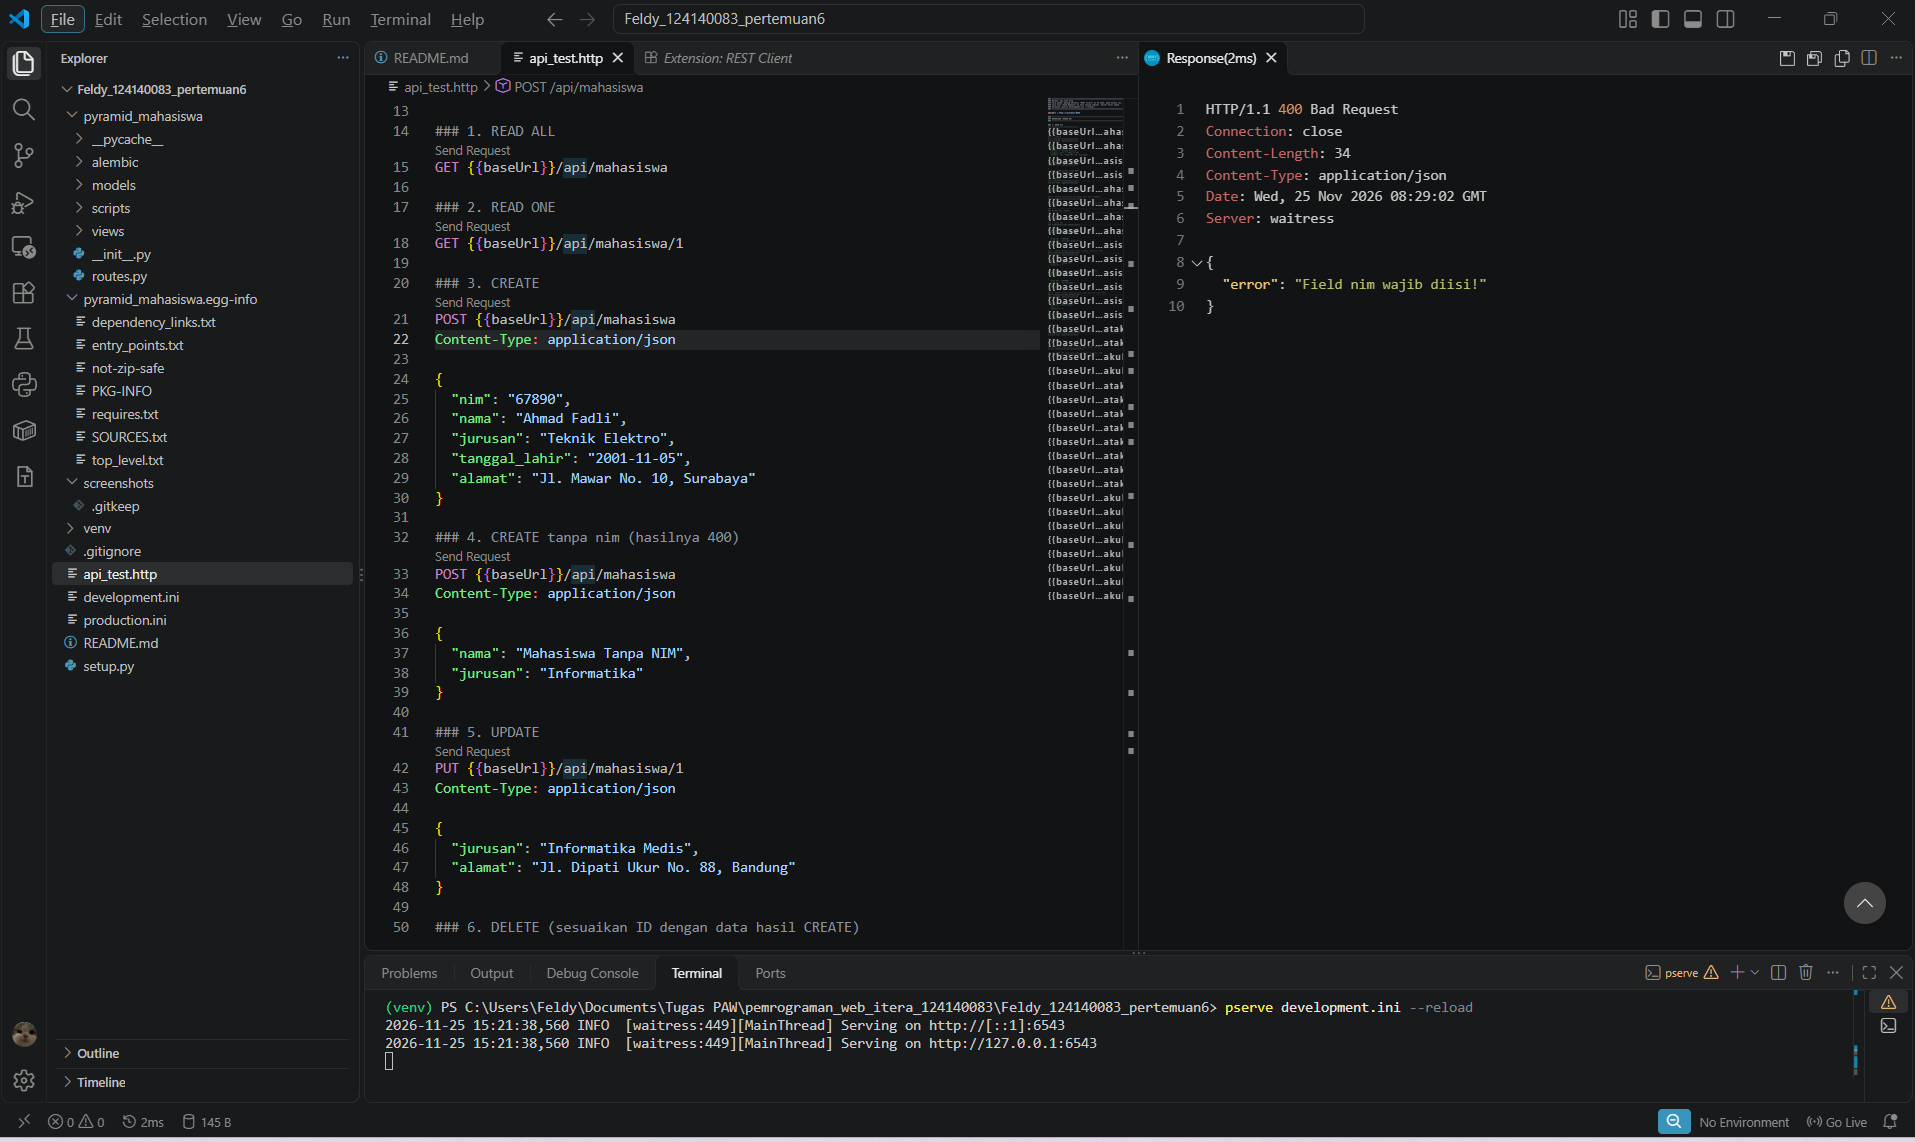 File Edit Selection View Go Run Terminal Help
Feldy_124140083_pertemuan6
Explorer
Feldy_124140083_pertemuan6
pyramid_mahasiswa
__pycache__
alembic
models
scripts
views
__init__.py
routes.py
pyramid_mahasiswa.egg-info
dependency_links.txt
entry_points.txt
not-zip-safe
PKG-INFO
requires.txt
SOURCES.txt
top_level.txt
screenshots
.gitkeep
venv
.gitignore
api_test.http
development.ini
production.ini
README.md
setup.py
Outline
Timeline
README.md
api_test.http
Extension: REST Client
api_test.http > POST /api/mahasiswa
13
14 ### 1. READ ALL
Send Request
15 GET {{baseUrl}}/api/mahasiswa
16
17 ### 2. READ ONE
Send Request
18 GET {{baseUrl}}/api/mahasiswa/1
19
20 ### 3. CREATE
Send Request
21 POST {{baseUrl}}/api/mahasiswa
22 Content-Type: application/json
23
24 {
25 "nim": "67890",
26 "nama": "Ahmad Fadli",
27 "jurusan": "Teknik Elektro",
28 "tanggal_lahir": "2001-11-05",
29 "alamat": "Jl. Mawar No. 10, Surabaya"
30 }
31
32 ### 4. CREATE tanpa nim (hasilnya 400)
Send Request
33 POST {{baseUrl}}/api/mahasiswa
34 Content-Type: application/json
35
36 {
37 "nama": "Mahasiswa Tanpa NIM",
38 "jurusan": "Informatika"
39 }
40
41 ### 5. UPDATE
Send Request
42 PUT {{baseUrl}}/api/mahasiswa/1
43 Content-Type: application/json
44
45 {
46 "jurusan": "Informatika Medis",
47 "alamat": "Jl. Dipati Ukur No. 88, Bandung"
48 }
49
50 ### 6. DELETE (sesuaikan ID dengan data hasil CREATE)
Response(2ms)
1 HTTP/1.1 400 Bad Request
2 Connection: close
3 Content-Length: 34
4 Content-Type: application/json
5 Date: Wed, 25 Nov 2026 08:29:02 GMT
6 Server: waitress
7
8 {
9 "error": "Field nim wajib diisi!"
10 }
Problems Output Debug Console Terminal Ports
pserve
(venv) PS C:\Users\Feldy\Documents\Tugas PAW\pemrograman_web_itera_124140083\Feldy_124140083_pertemuan6> pserve development.ini --reload
2026-11-25 15:21:38,560 INFO [waitress:449][MainThread] Serving on http://[::1]:6543
2026-11-25 15:21:38,560 INFO [waitress:449][MainThread] Serving on http://127.0.0.1:6543
0 0 2ms 145 B
No Environment Go Live